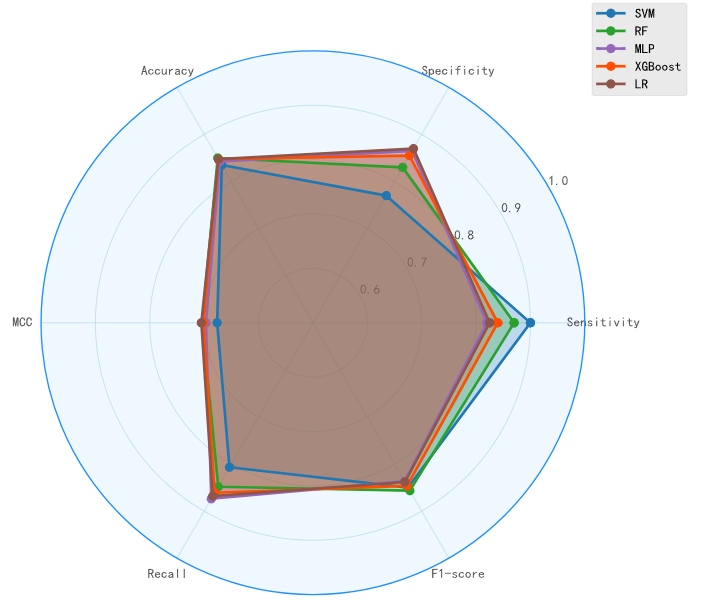 SVM
RF
MLP
XGBoost
LR
Accuracy
Specificity
1.0
0.9
0.8
0.7
0.6
MCC
Sensitivity
Recall
F1-score